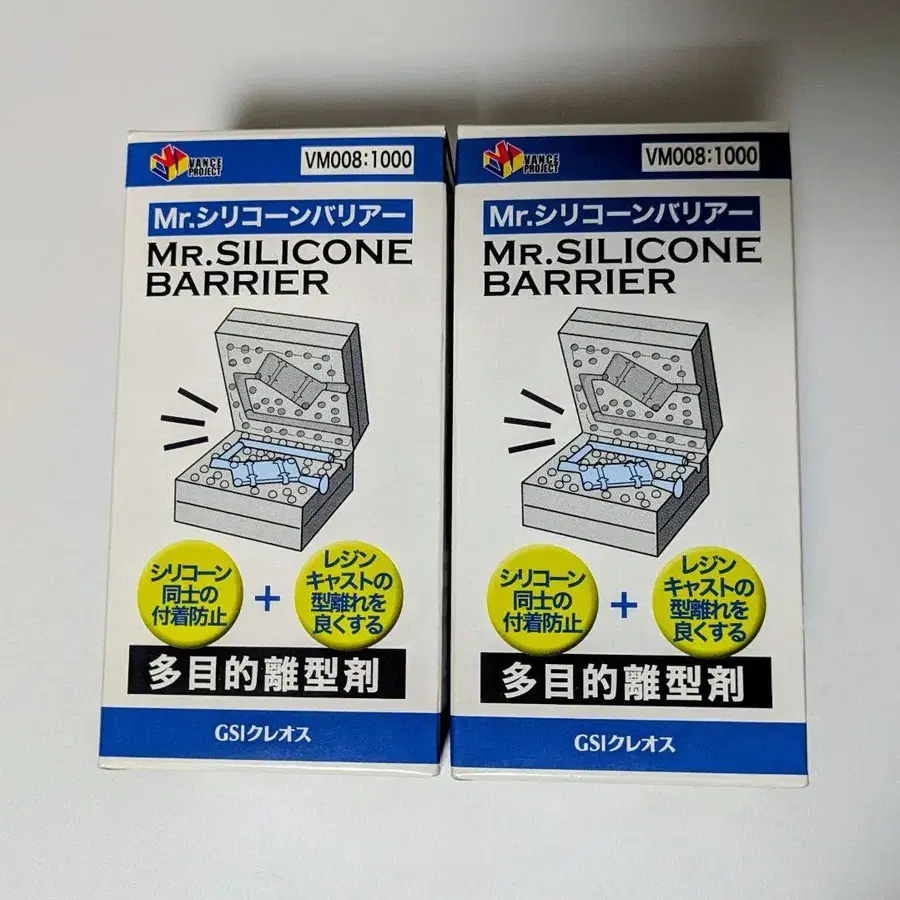 VANCE
PROJECT
VM008:1000
Mr.シリコーンバリアー
MR.SILICONE
BARRIER
シリコーン
同士の
付着防止
+
レジン
キャストの
型離れを
良くする
多目的離型剤
GSIクレオス
VANCE
PROJECT
VM008:1000
Mr.シリコーンバリアー
MR.SILICONE
BARRIER
シリコーン
同士の
付着防止
+
レジン
キャストの
型離れを
良くする
多目的離型剤
GSIクレオス